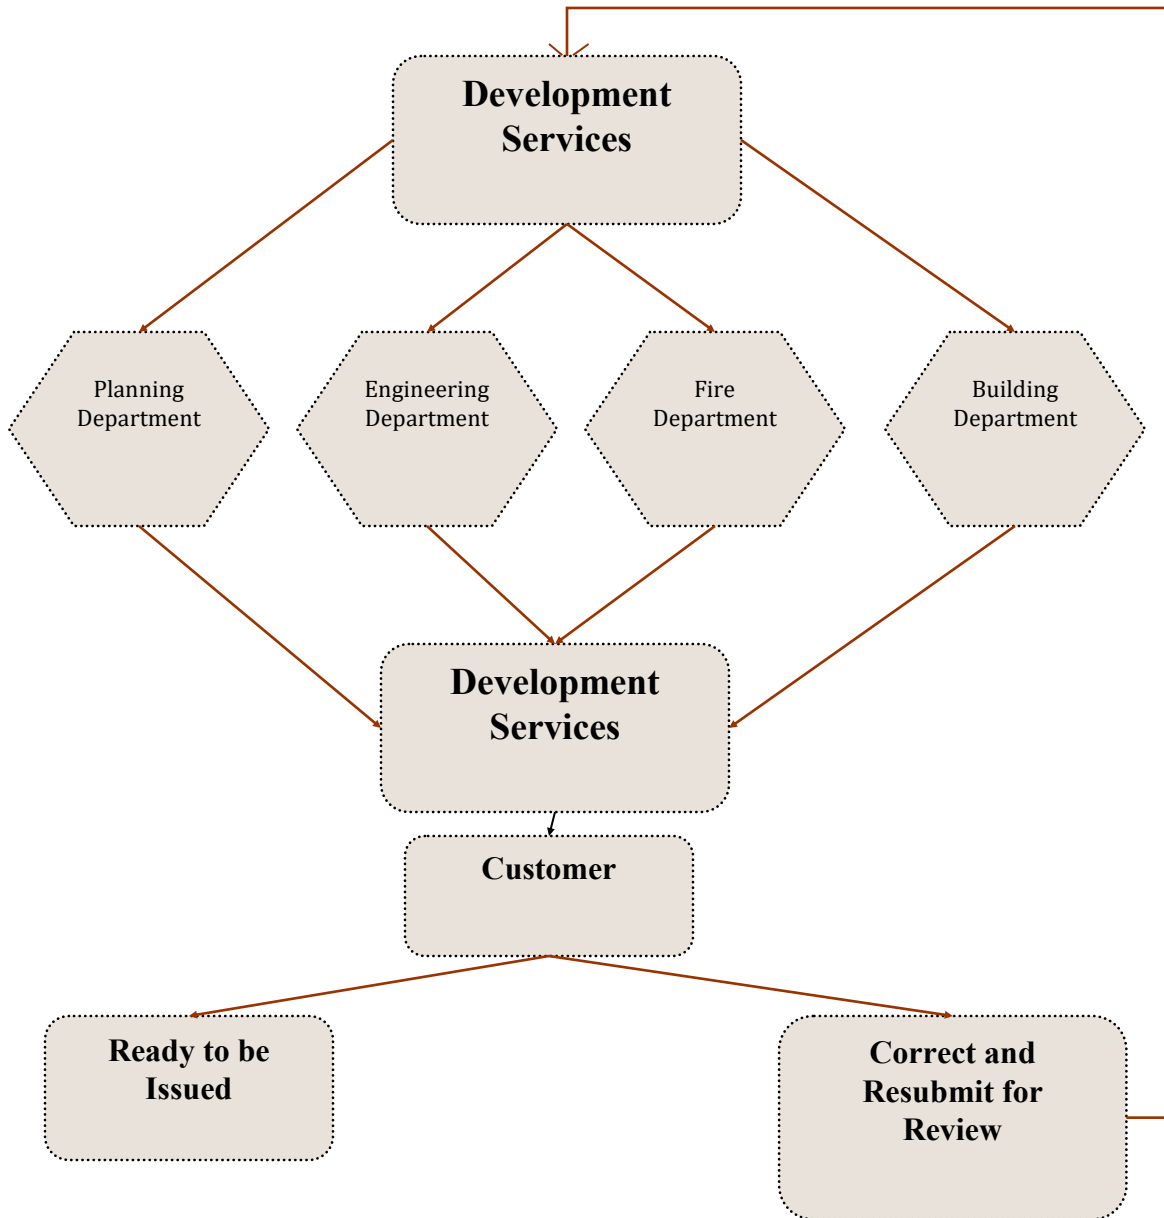 Development
Services
Planning
Department
Engineering
Department
Fire
Department
Building
Department
Development
Services
Customer
Ready to be
Issued
Correct and
Resubmit for
Review